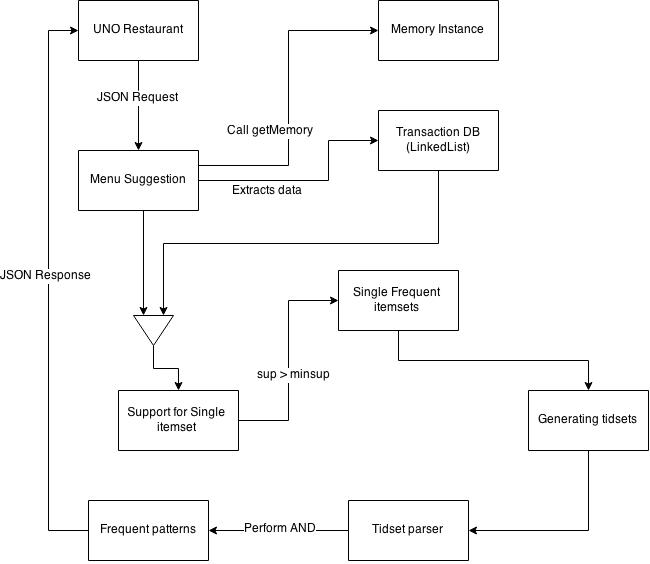 UNO Restaurant
Memory Instance
JSON Request
Call getMemory
Transaction DB
(LinkedList)
Menu Suggestion
Extracts data
JSON Response
Single Frequent
itemsets
sup > minsup
Support for Single
itemset
Generating tidsets
Frequent patterns
Perform AND
Tidset parser